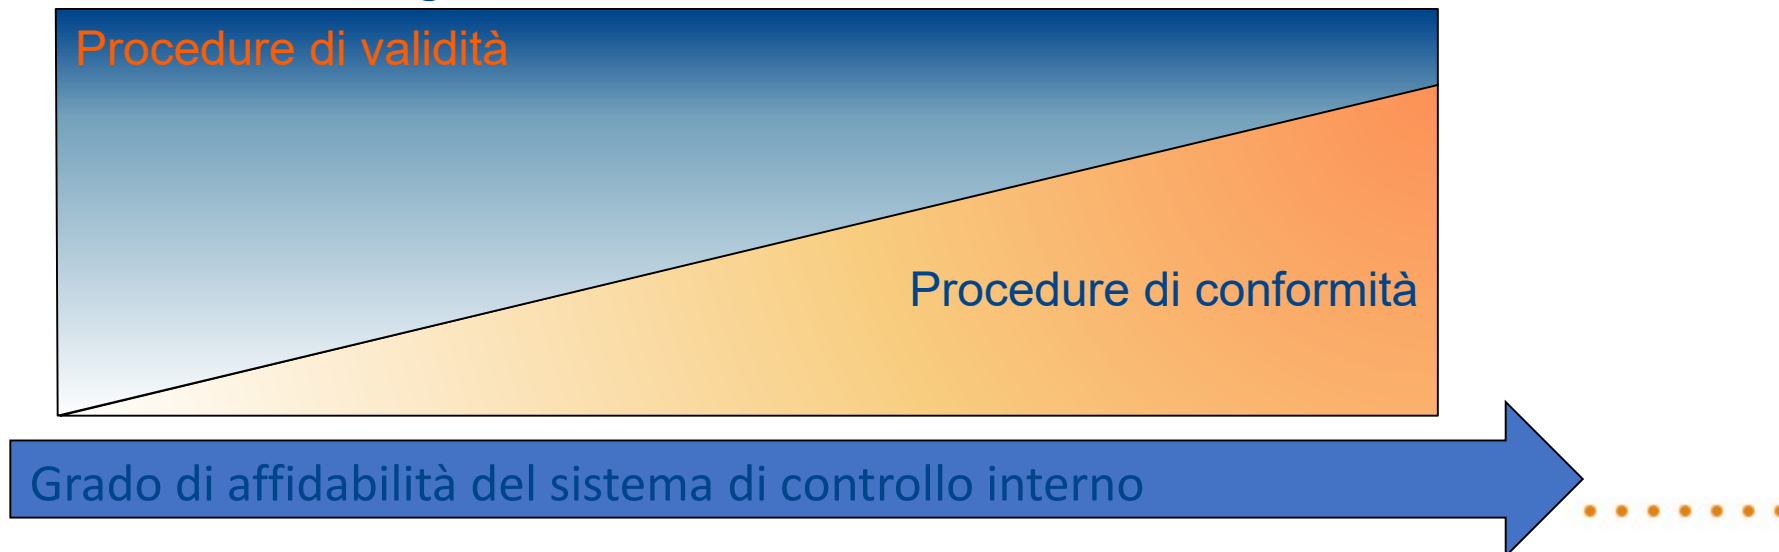 Procedure di validità
Procedure di conformità
Grado di affidabilità del sistema di controllo interno